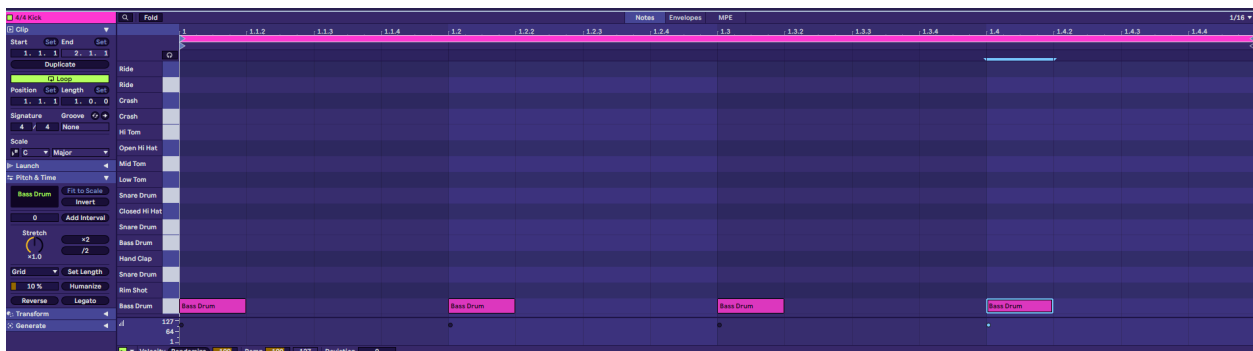 4/4 Kick
Fold
Notes Envelopes MPE
1/16
Clip
Start Set End Set
1. 1. 1 2. 1. 1
Duplicate
Loop
Position Set Length Set
1. 1. 1 1. 0. 0
Signature Groove
4 / 4 None
Scale
C Major
Launch
Pitch & Time
Bass Drum Fit to Scale
Invert
0 Add Interval
Stretch
×2
/2
×1.0
Grid Set Length
10 % Humanize
Reverse Legato
Transform
Generate
1 1.1.2 1.1.3 1.1.4 1.2 1.2.2 1.2.3 1.2.4 1.3 1.3.2 1.3.3 1.3.4 1.4 1.4.2 1.4.3 1.4.4
Ride
Ride
Crash
Crash
Hi Tom
Open Hi Hat
Mid Tom
Low Tom
Snare Drum
Closed Hi Hat
Snare Drum
Bass Drum
Hand Clap
Snare Drum
Rim Shot
Bass Drum Bass Drum Bass Drum Bass Drum Bass Drum
127
64
1
Velocity Randomize Ramp 127 Deviation 0